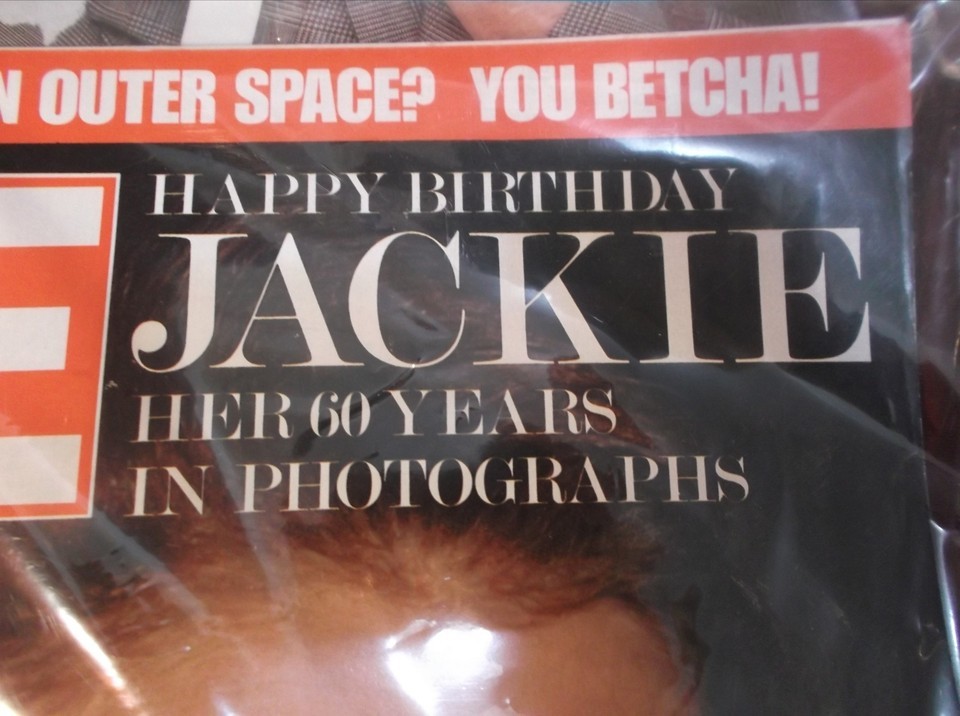 N OUTER SPACE? YOU BETCHA!
E
HAPPY BIRTHDAY
JACKIE
HER 60 YEARS
IN PHOTOGRAPHS